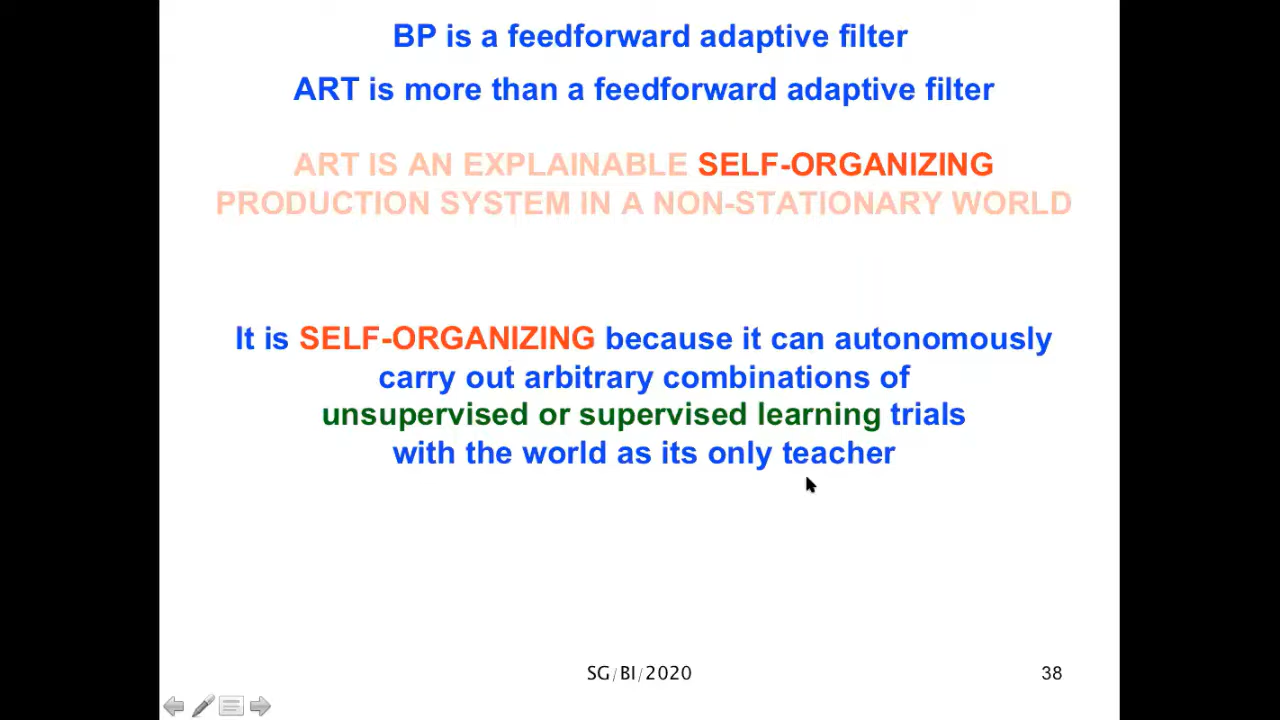 BP is a feedforward adaptive filter
ART is more than a feedforward adaptive filter
ART IS AN EXPLAINABLE SELF-ORGANIZING
PRODUCTION SYSTEM IN A NON-STATIONARY WORLD
It is SELF-ORGANIZING because it can autonomously
carry out arbitrary combinations of
unsupervised or supervised learning trials
with the world as its only teacher
SG/BI/2020
38